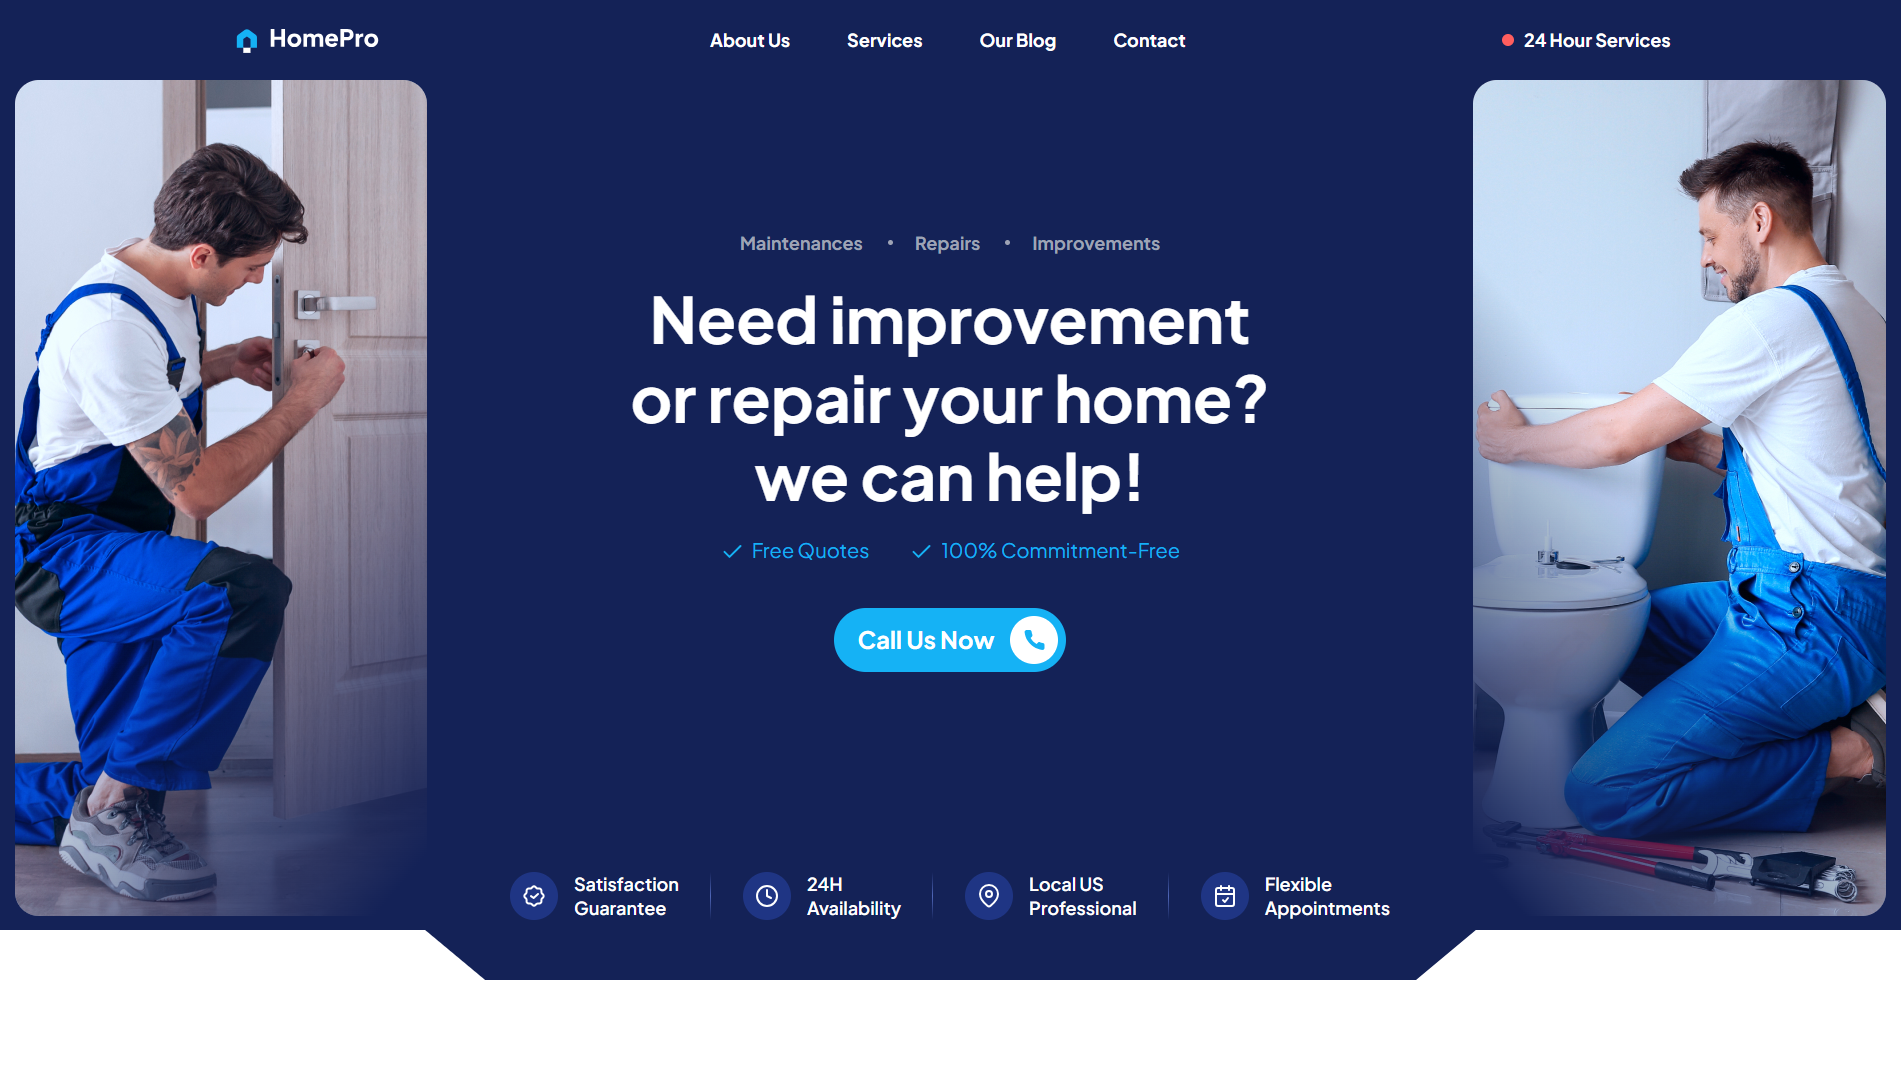 HomePro
About Us
Services
Our Blog
Contact
24 Hour Services
Maintenances • Repairs • Improvements
Need improvement
or repair your home?
we can help!
Free Quotes
100% Commitment-Free
Call Us Now
Satisfaction
Guarantee
24H
Availability
Local US
Professional
Flexible
Appointments